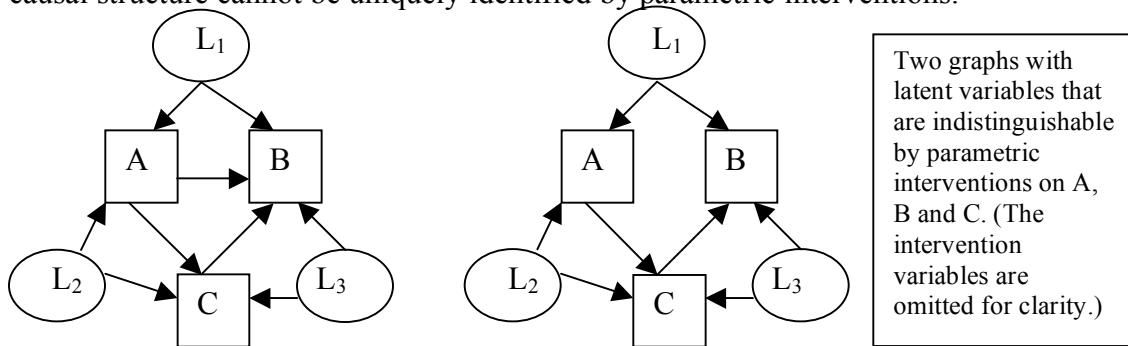 causal structure cannot be uniquely identified by parametric interventions.
L₁
A B
L₂ L₃
C
L₁
A B
L₂ L₃
C
Two graphs with
latent variables that
are indistinguishable
by parametric
interventions on A,
B and C. (The
intervention
variables are
omitted for clarity.)